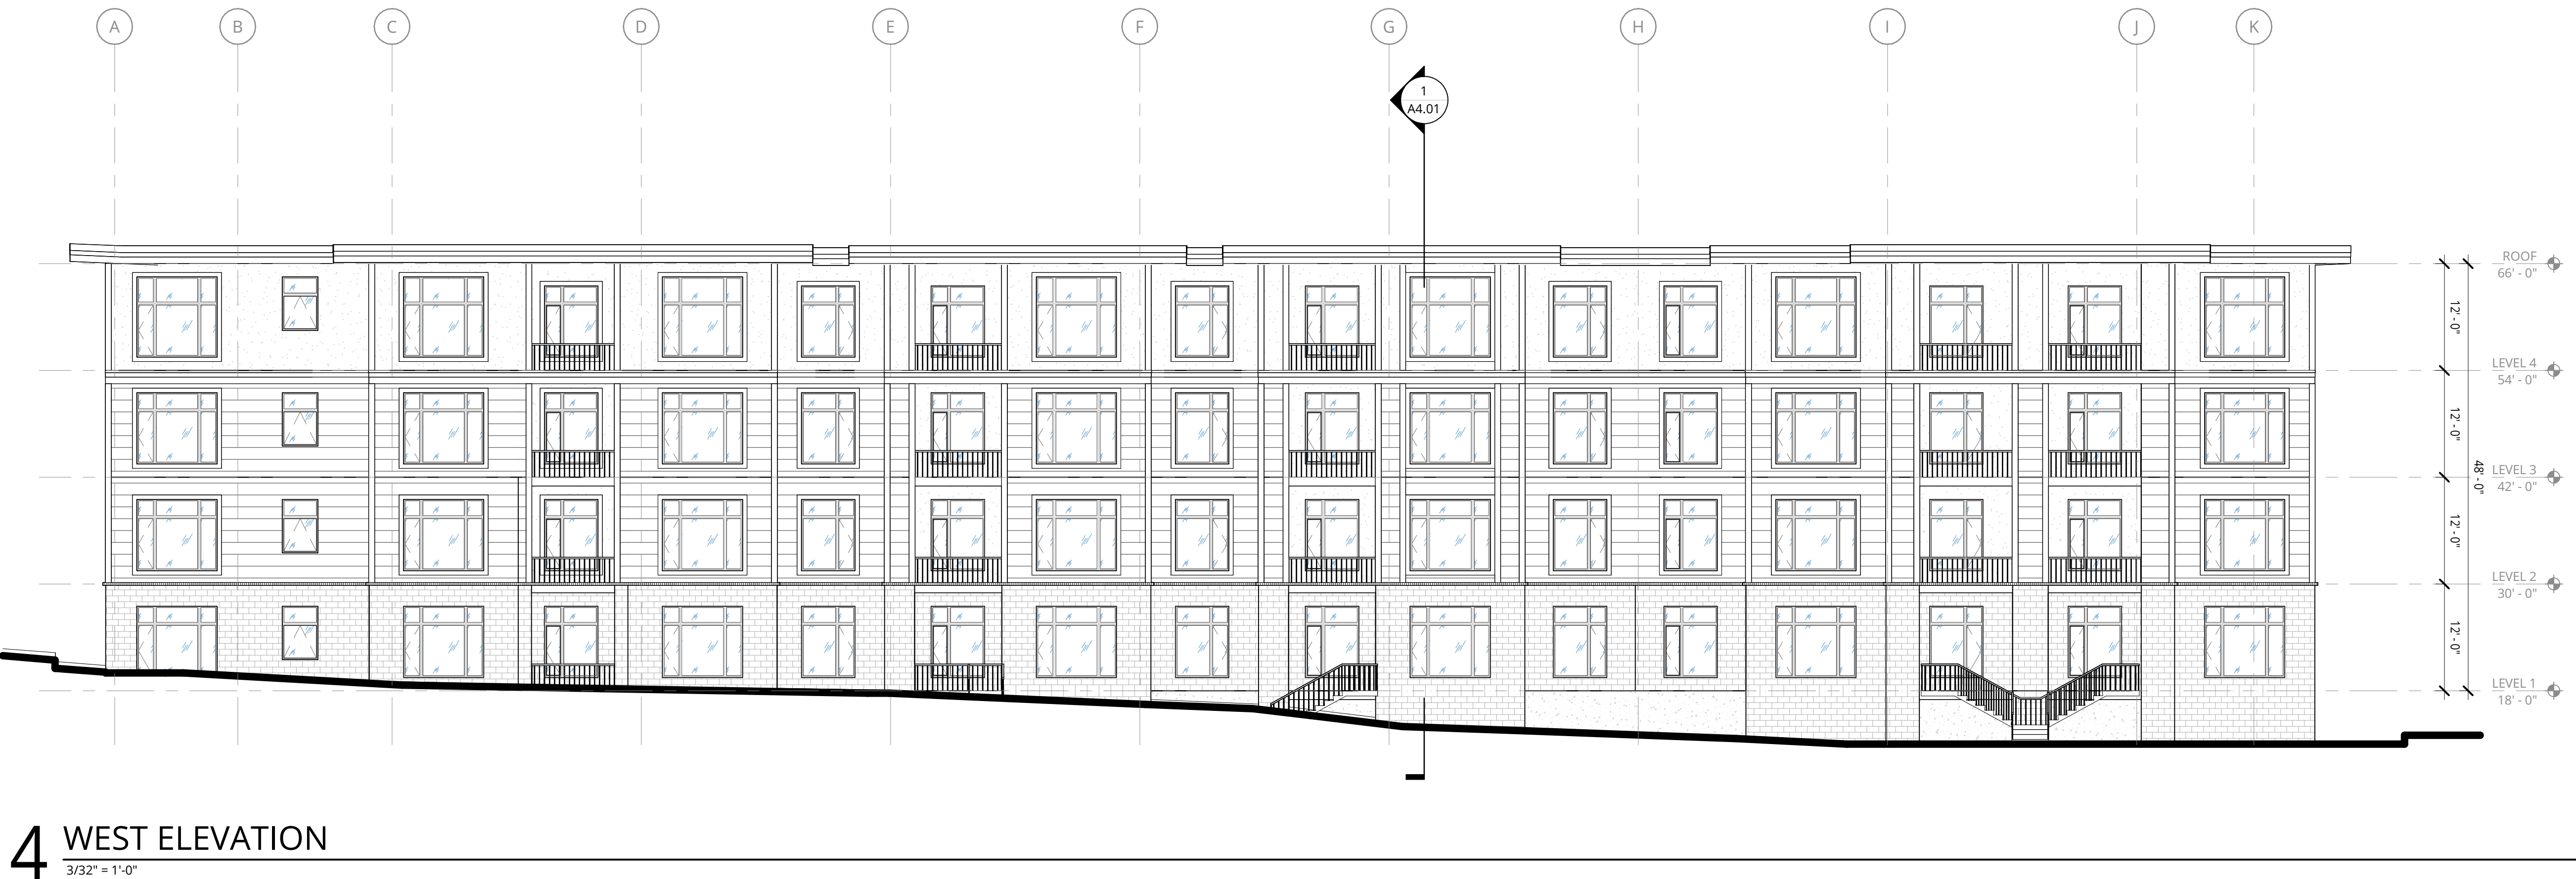 A B C D E F G H I J K
1
A4.01
ROOF
66' - 0"
12' - 0"
LEVEL 4
54' - 0"
12' - 0"
LEVEL 3
42' - 0"
48' - 0"
12' - 0"
LEVEL 2
30' - 0"
12' - 0"
LEVEL 1
18' - 0"
4 WEST ELEVATION
3/32" = 1'-0"